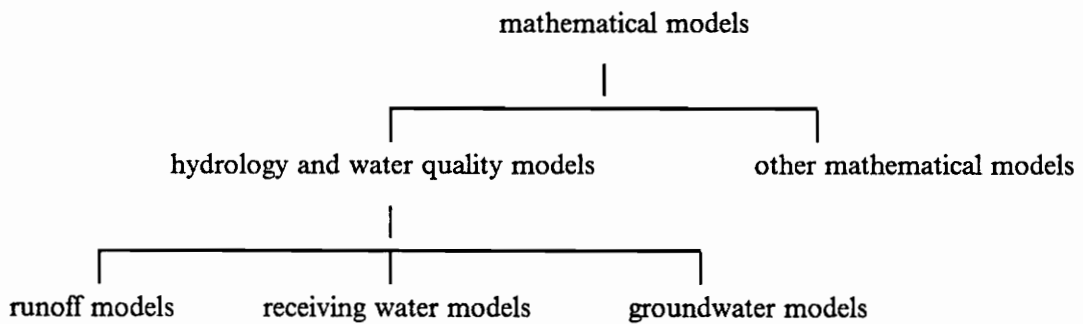 mathematical models
hydrology and water quality models other mathematical models
runoff models receiving water models groundwater models